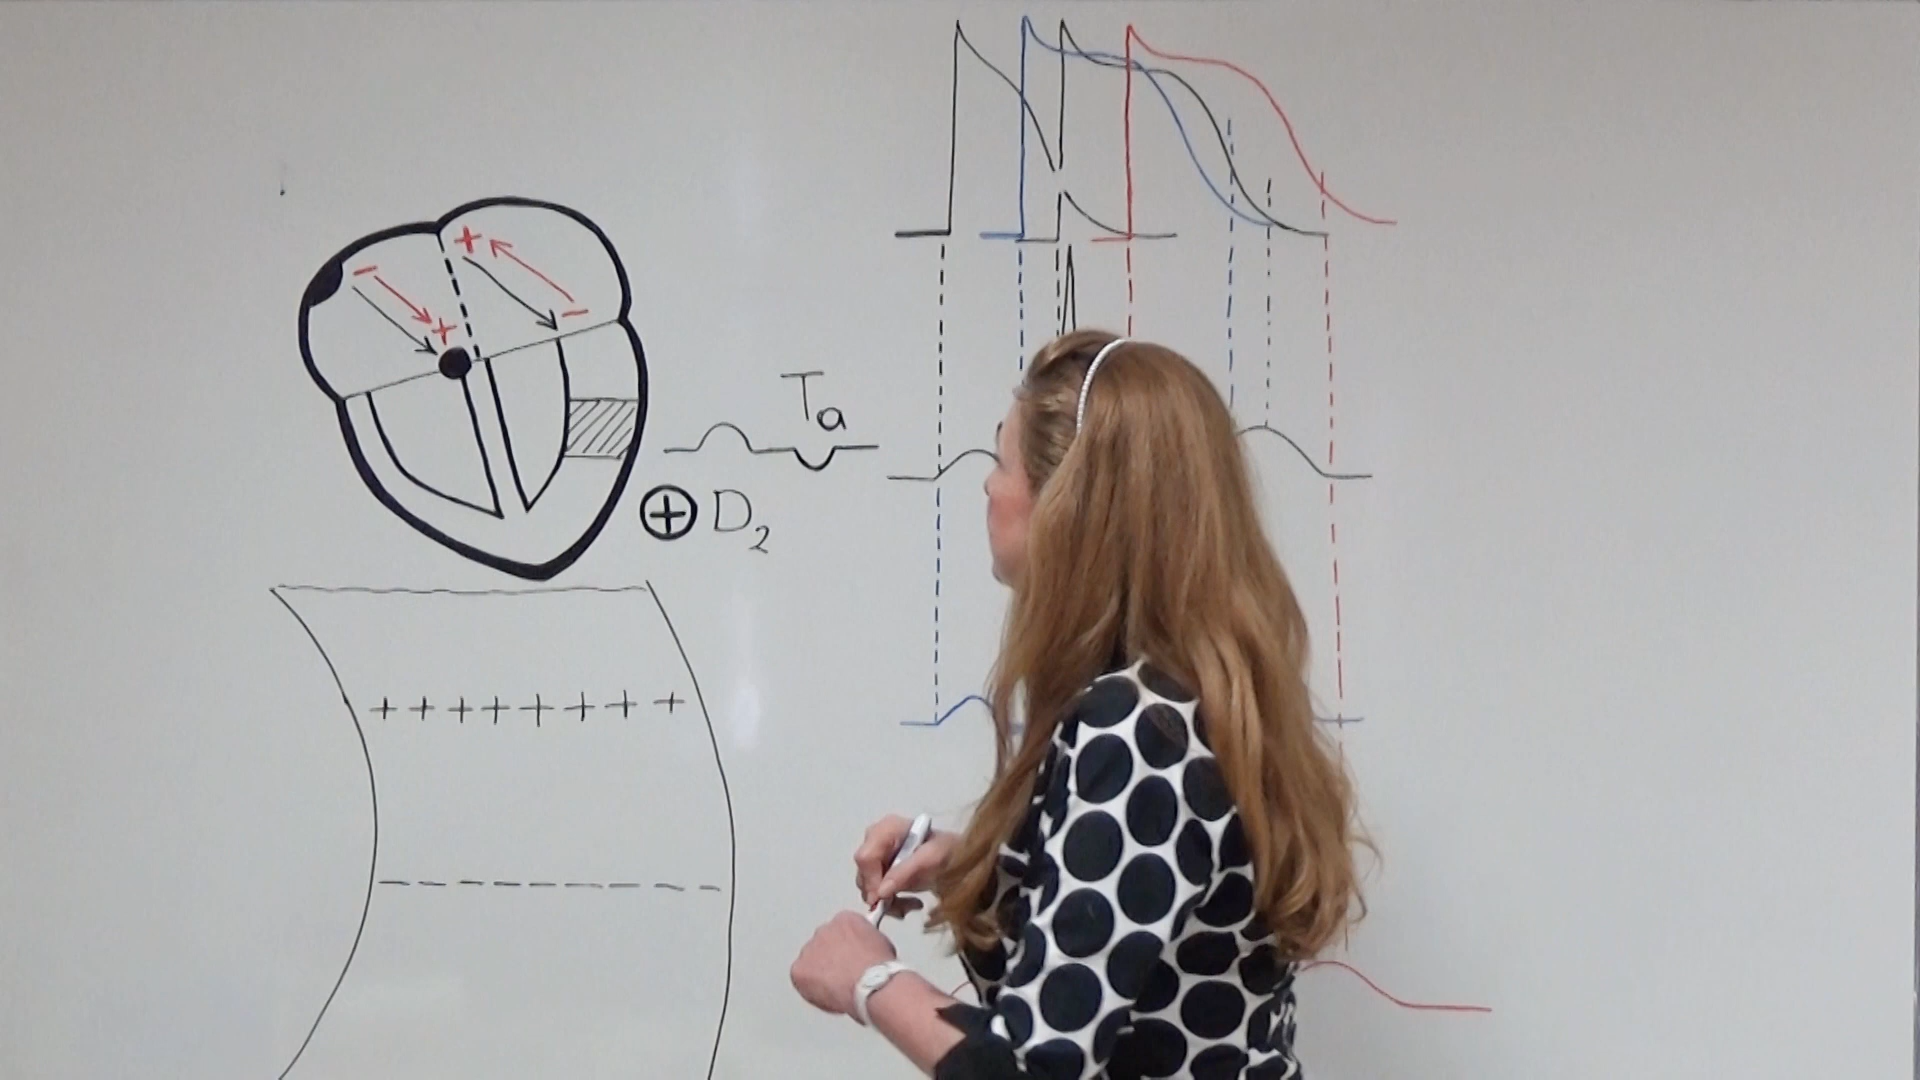 - +
+ -
+
Ta
⊕ D₂
+ + + + + + + +
- - - - - - - - -